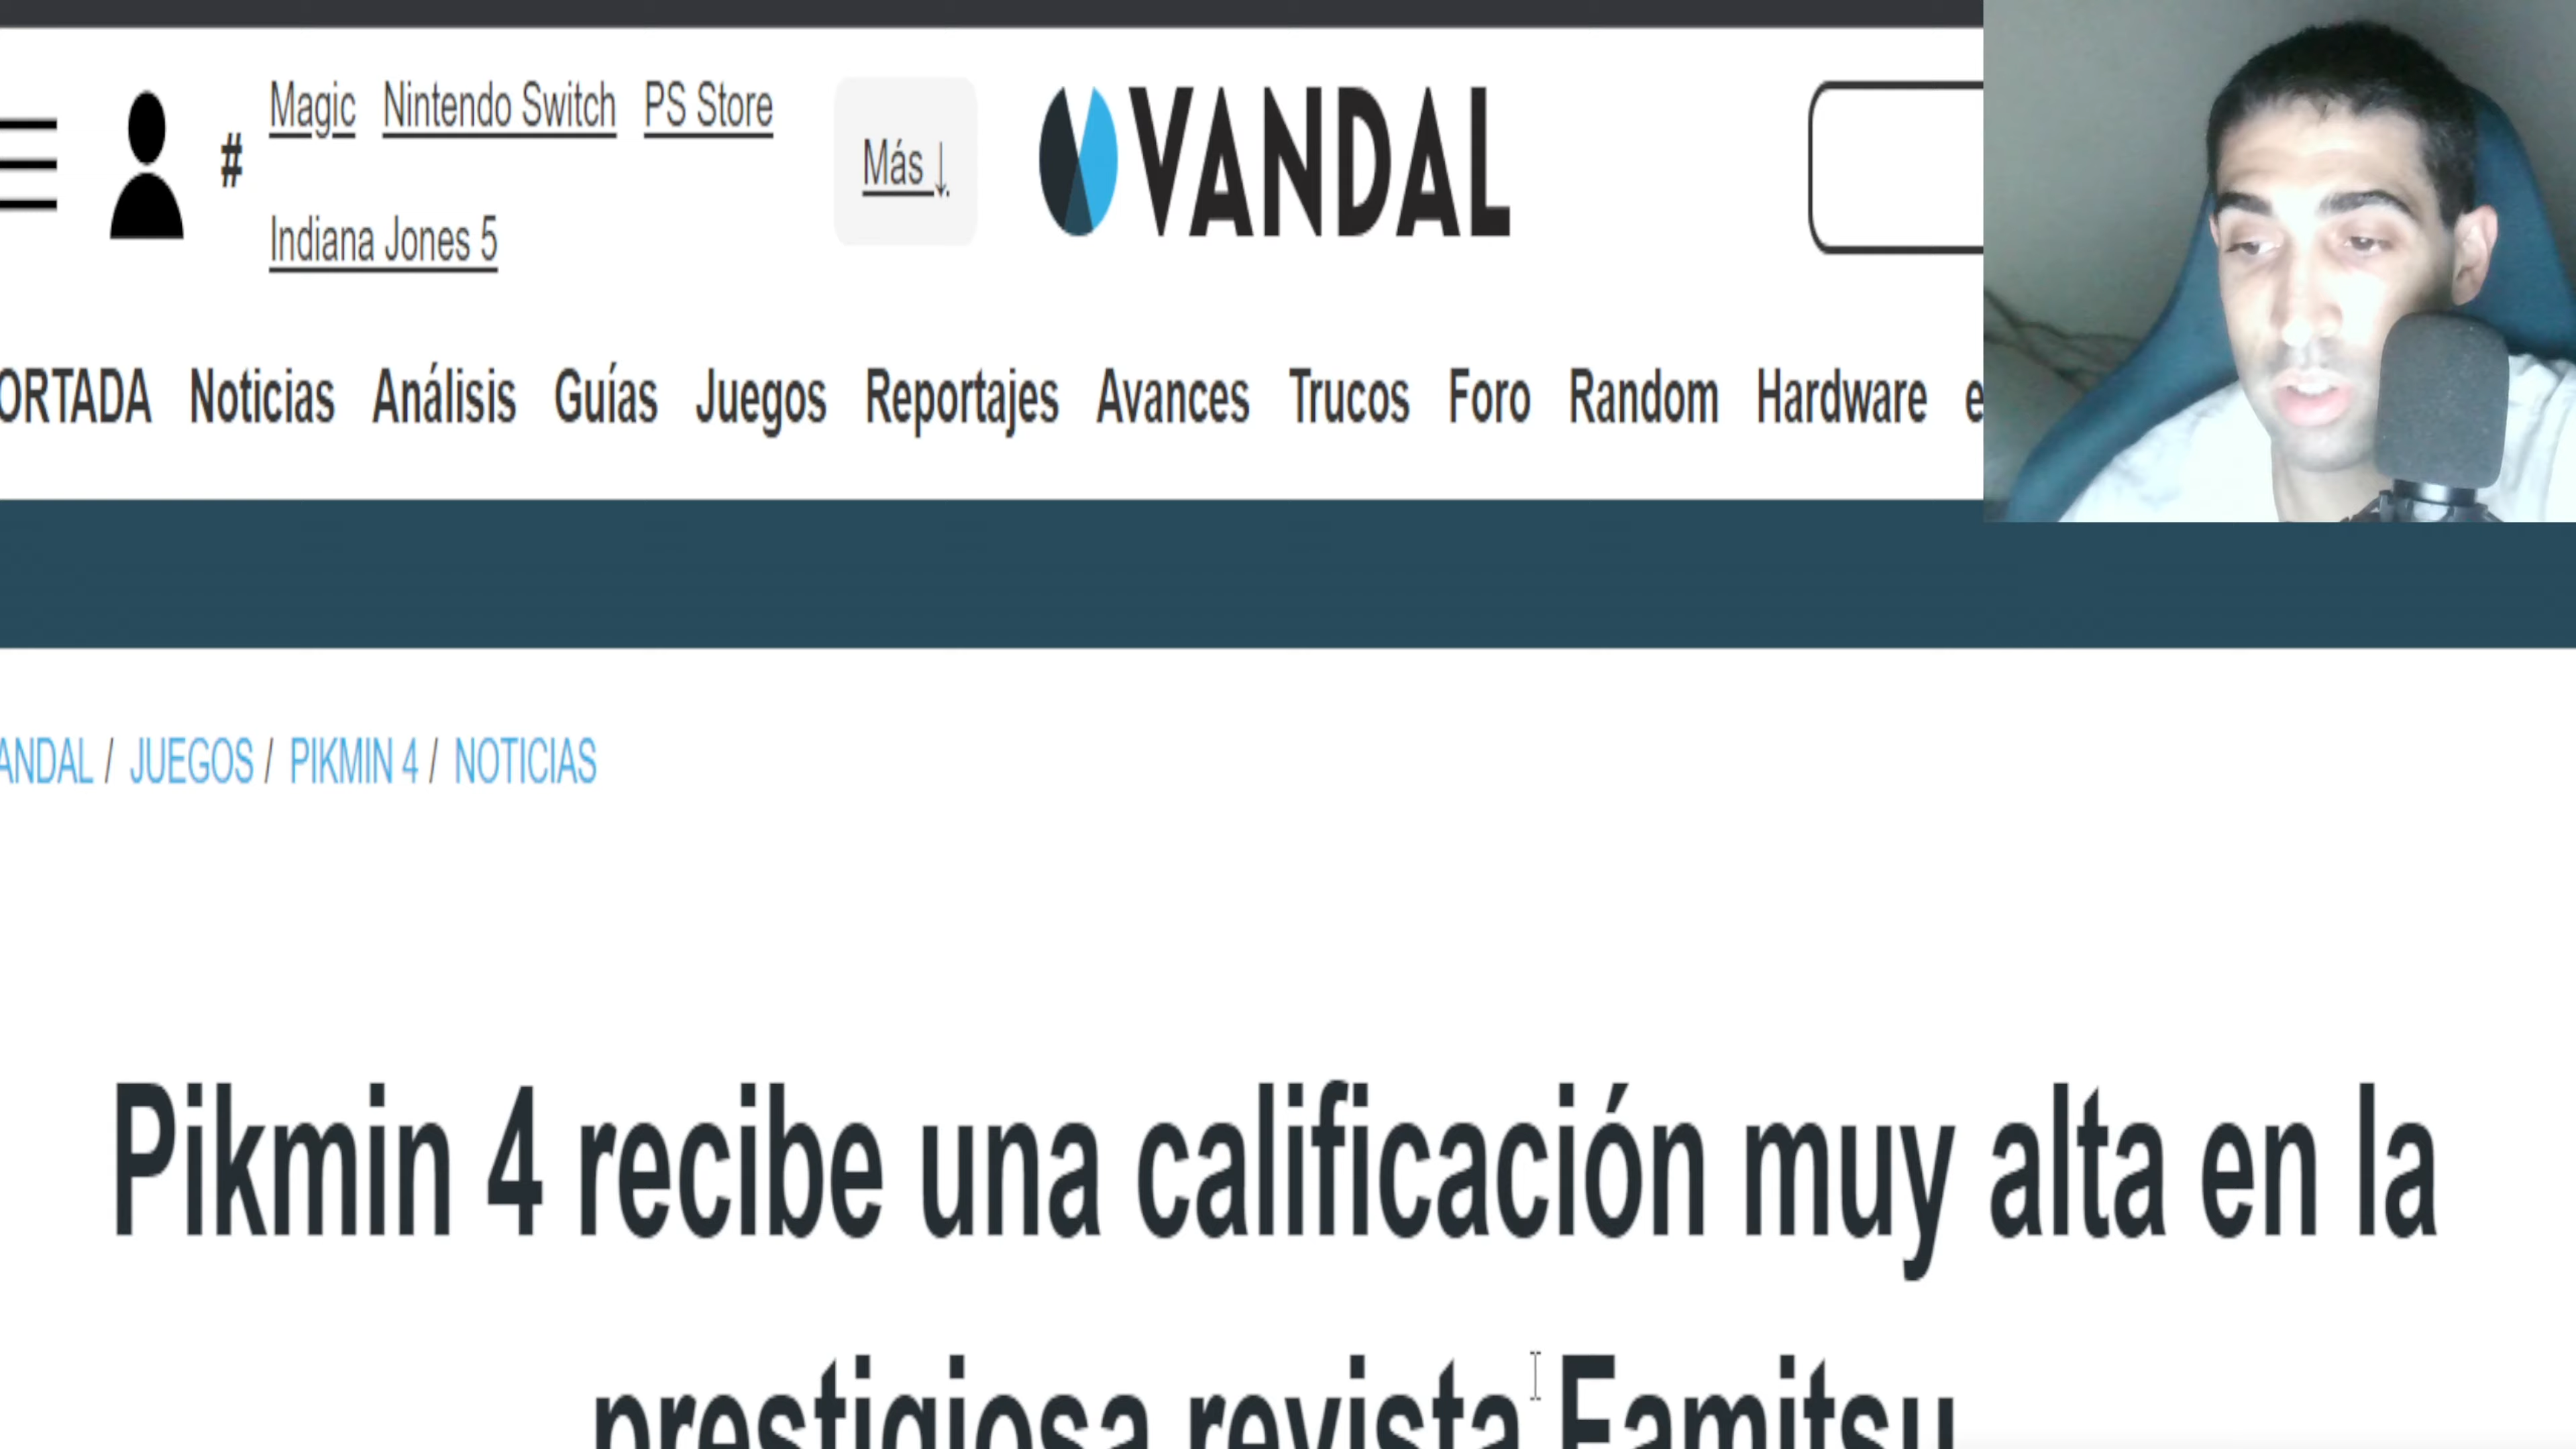 Magic Nintendo Switch PS Store
#
Más ↓
VANDAL
Indiana Jones 5
ORTADA Noticias Análisis Guías Juegos Reportajes Avances Trucos Foro Random Hardware e
ANDAL / JUEGOS / PIKMIN 4 / NOTICIAS
Pikmin 4 recibe una calificación muy alta en la
prestigiosa revista Famitsu